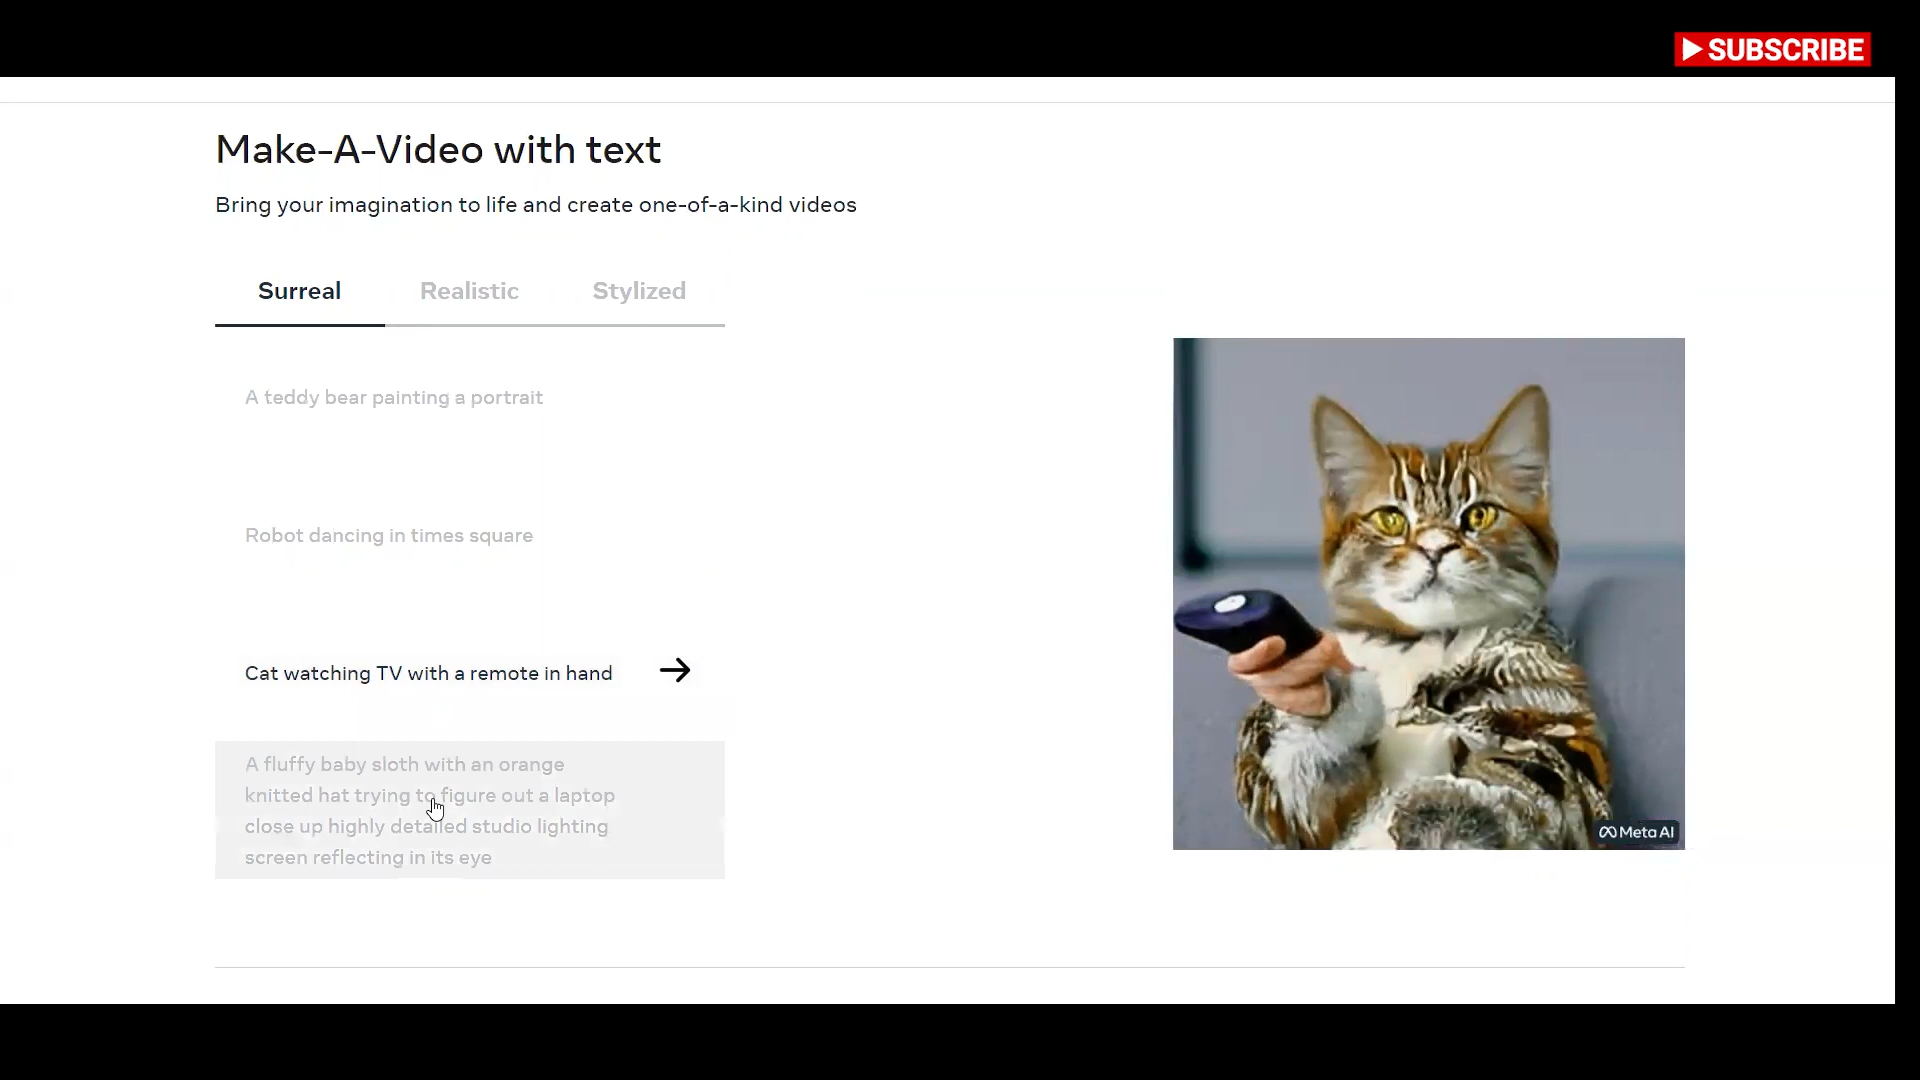 SUBSCRIBE
Make-A-Video with text
Bring your imagination to life and create one-of-a-kind videos
Surreal Realistic Stylized
A teddy bear painting a portrait
Robot dancing in times square
Cat watching TV with a remote in hand
A fluffy baby sloth with an orange
knitted hat trying to figure out a laptop
close up highly detailed studio lighting
screen reflecting in its eye
Meta AI